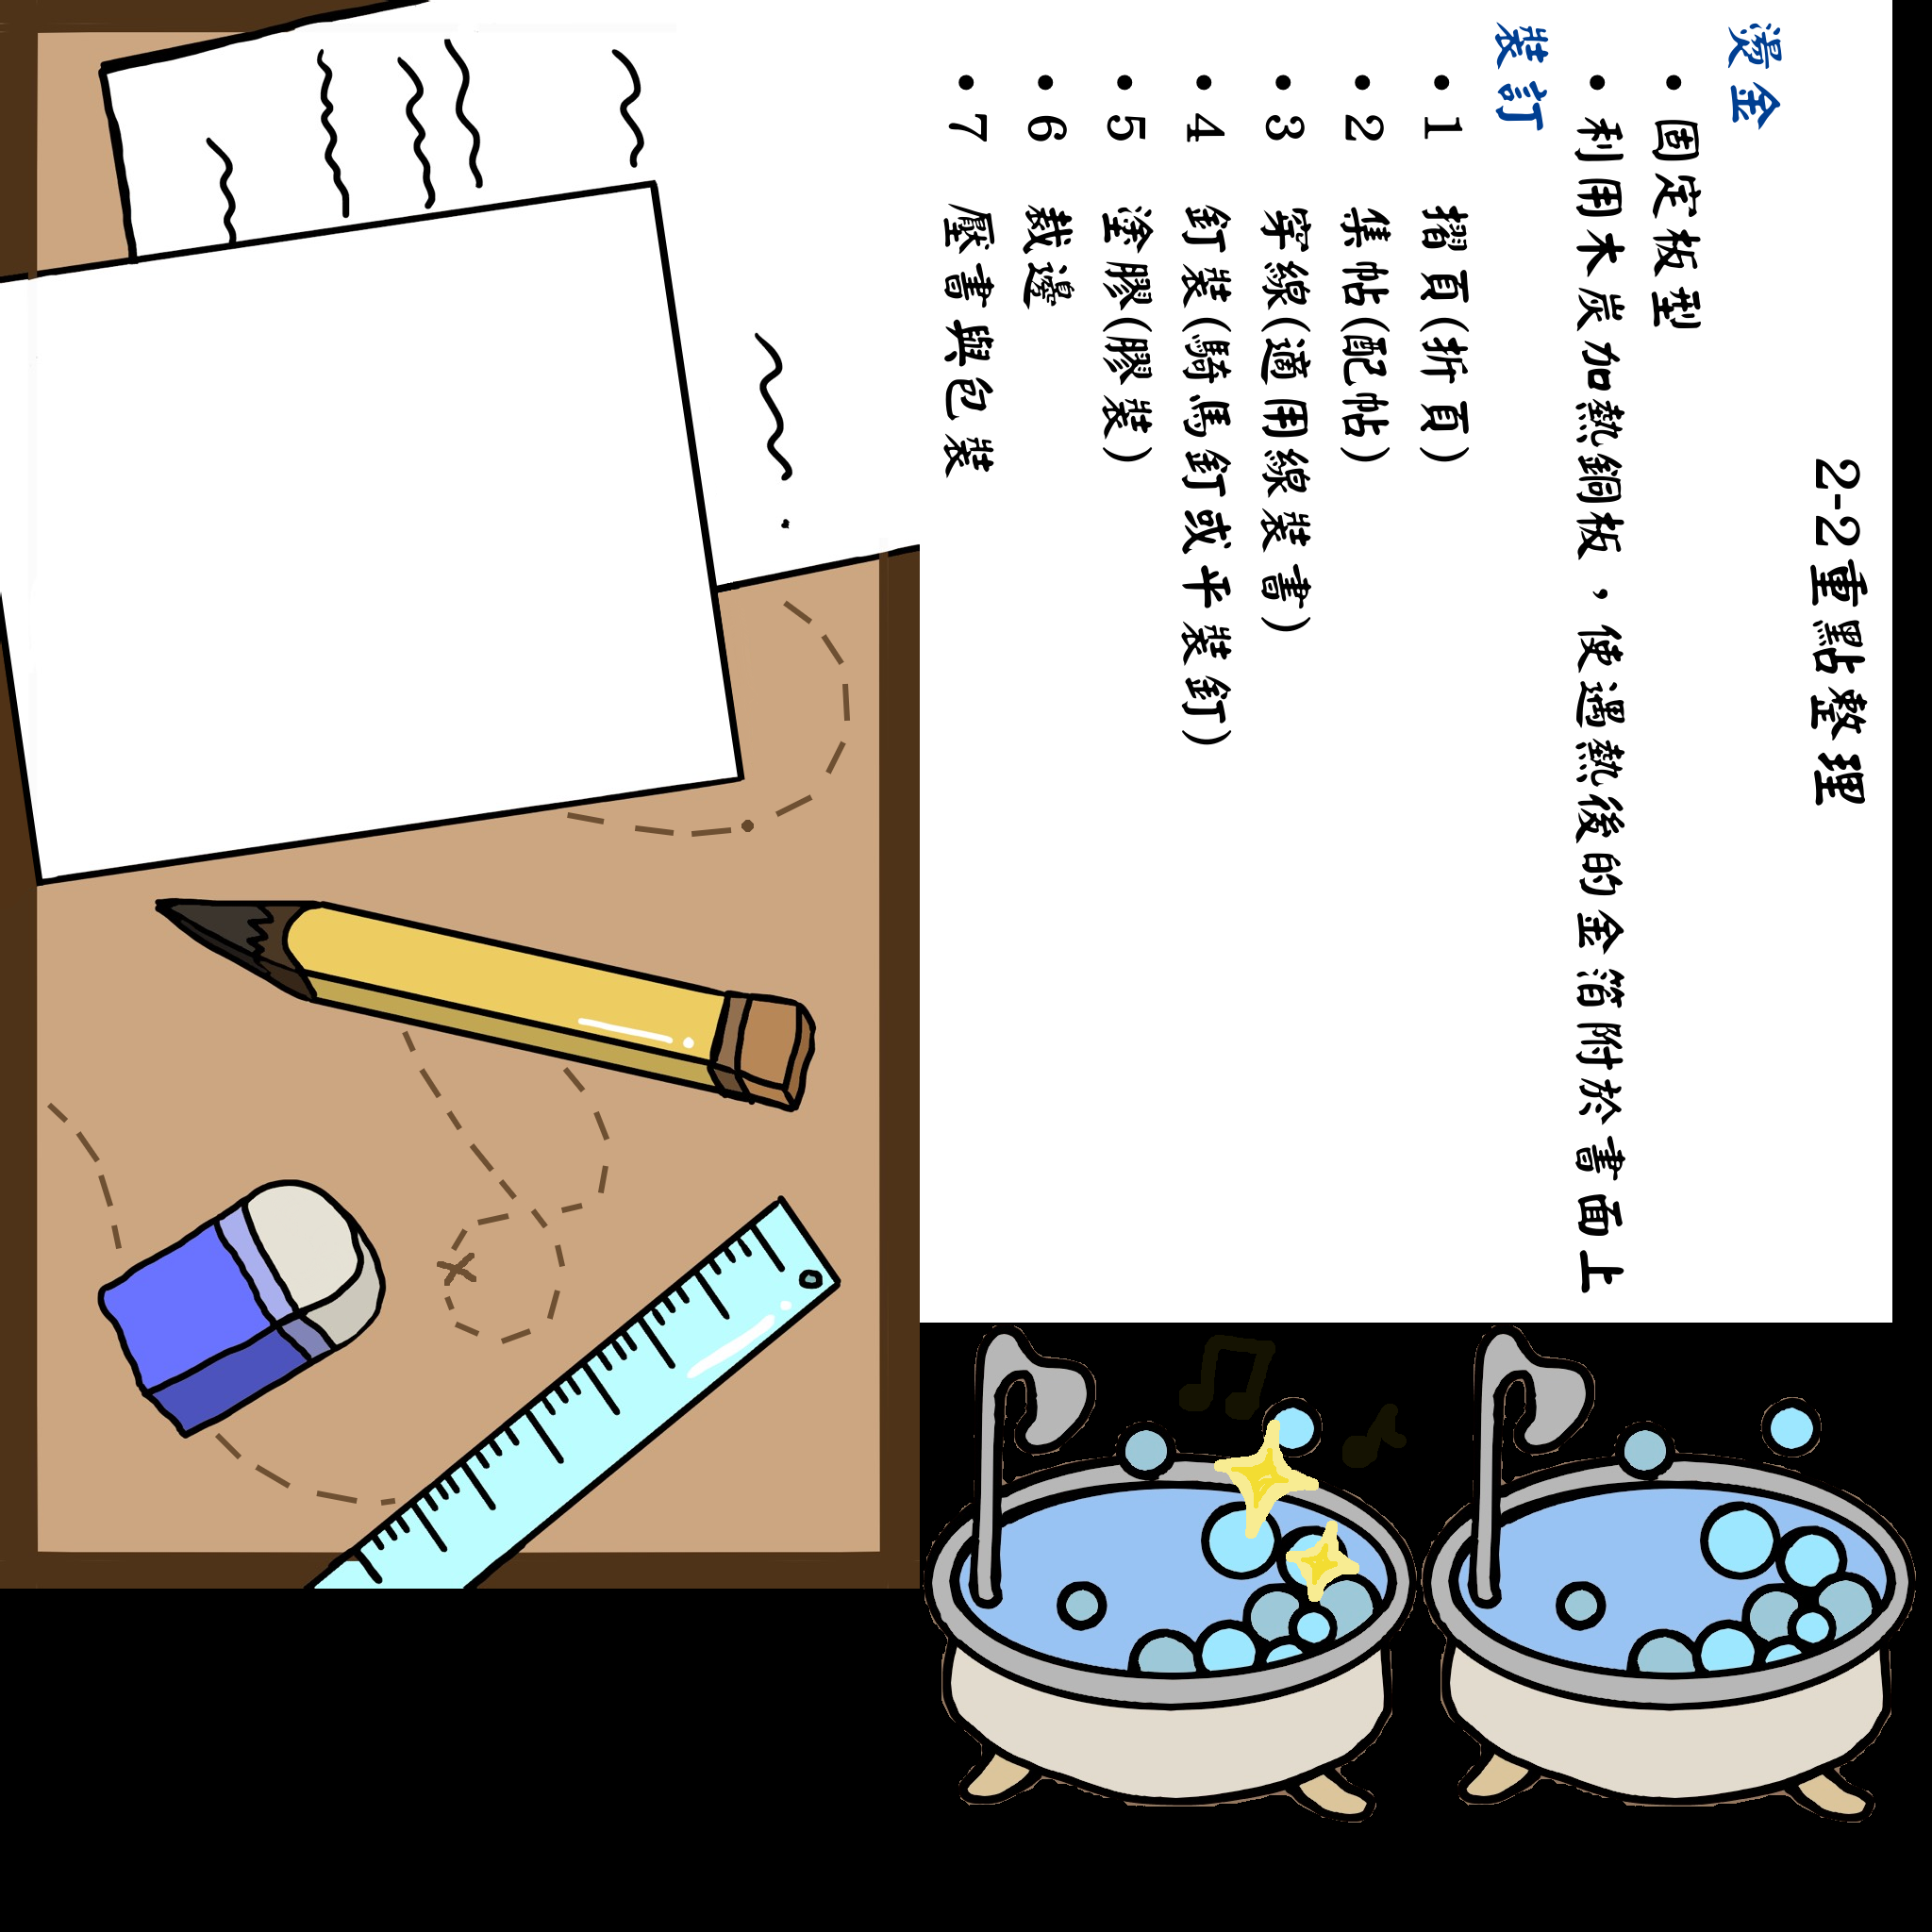 2-2重點整理
燙金
• 固定板型
• 利用木炭加熱銅板，使遇熱後的金箔附於書面上
裝訂
• 1 摺頁(折頁)
• 2 集帖(配帖)
• 3 穿線(適用線裝書)
• 4 釘裝(騎馬釘或平裝釘)
• 5 塗膠(膠裝)
• 6 裁邊
• 7 壓書與包裝